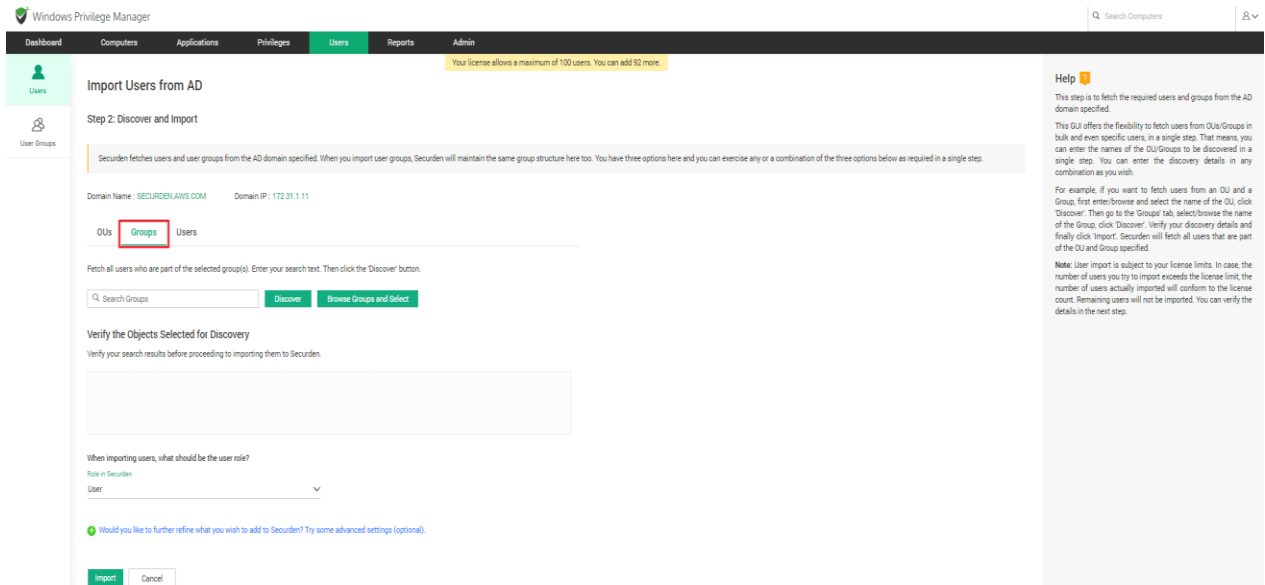 Windows Privilege Manager
Search Computers
Dashboard Computers Applications Privileges Users Reports Admin
Your license allows a maximum of 100 users. You can add 92 more.
Users
User Groups
Import Users from AD
Step 2: Discover and Import
Securden fetches users and user groups from the AD domain specified. When you import user groups, Securden will maintain the same group structure here too. You have three options here and you can exercise any or a combination of the three options below as required in a single step.
Domain Name : SECURDEN.AWS.COM Domain IP : 172.31.1.11
OUs Groups Users
Fetch all users who are part of the selected group(s). Enter your search text. Then click the 'Discover' button.
Search Groups Discover Browse Groups and Select
Verify the Objects Selected for Discovery
Verify your search results before proceeding to importing them to Securden.
When importing users, what should be the user role?
Role in Securden
User
Would you like to further refine what you wish to add to Securden? Try some advanced settings (optional).
Import Cancel
Help ?
This step is to fetch the required users and groups from the AD
domain specified.
This GUI offers the flexibility to fetch users from OUs/Groups in
bulk and even specific users, in a single step. That means, you
can enter the names of the OU/Groups to be discovered in a
single step. You can enter the discovery details in any
combination as you wish.
For example, if you want to fetch users from an OU and a
Group, first enter/browse and select the name of the OU, click
'Discover'. Then go to the 'Groups' tab, select/browse the name
of the Group, click 'Discover'. Verify your discovery details and
finally click 'Import'. Securden will fetch all users that are part
of the OU and Group specified.
Note: User import is subject to your license limits. In case, the
number of users you try to import exceeds the license limit, the
number of users actually imported will conform to the license
count. Remaining users will not be imported. You can verify the
details in the next step.